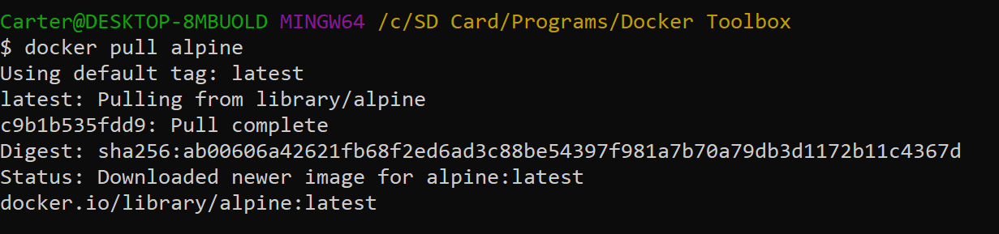 Carter@DESKTOP-8MBUOLD MINGW64 /c/SD Card/Programs/Docker Toolbox
$ docker pull alpine
Using default tag: latest
latest: Pulling from library/alpine
c9b1b535fdd9: Pull complete
Digest: sha256:ab00606a42621fb68f2ed6ad3c88be54397f981a7b70a79db3d1172b11c4367d
Status: Downloaded newer image for alpine:latest
docker.io/library/alpine:latest